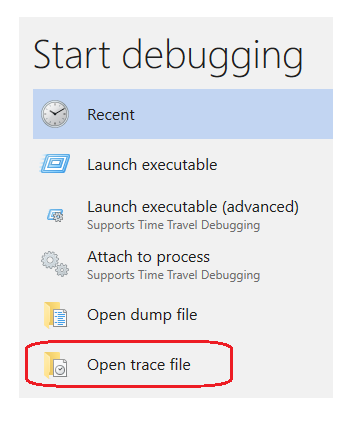 Start debugging
Recent
Launch executable
Launch executable (advanced)
Supports Time Travel Debugging
Attach to process
Supports Time Travel Debugging
Open dump file
Open trace file